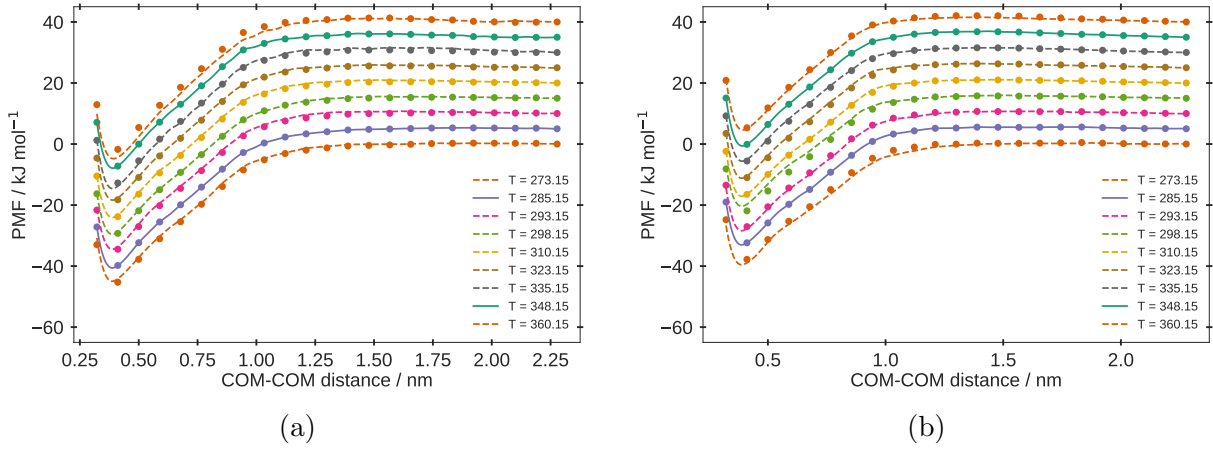 PMF / kJ mol⁻¹
40
20
0
−20
−40
−60
T = 273.15
T = 285.15
T = 293.15
T = 298.15
T = 310.15
T = 323.15
T = 335.15
T = 348.15
T = 360.15
0.25 0.50 0.75 1.00 1.25 1.50 1.75 2.00 2.25
COM-COM distance / nm
(a)
PMF / kJ mol⁻¹
40
20
0
−20
−40
−60
T = 273.15
T = 285.15
T = 293.15
T = 298.15
T = 310.15
T = 323.15
T = 335.15
T = 348.15
T = 360.15
0.5 1.0 1.5 2.0
COM-COM distance / nm
(b)